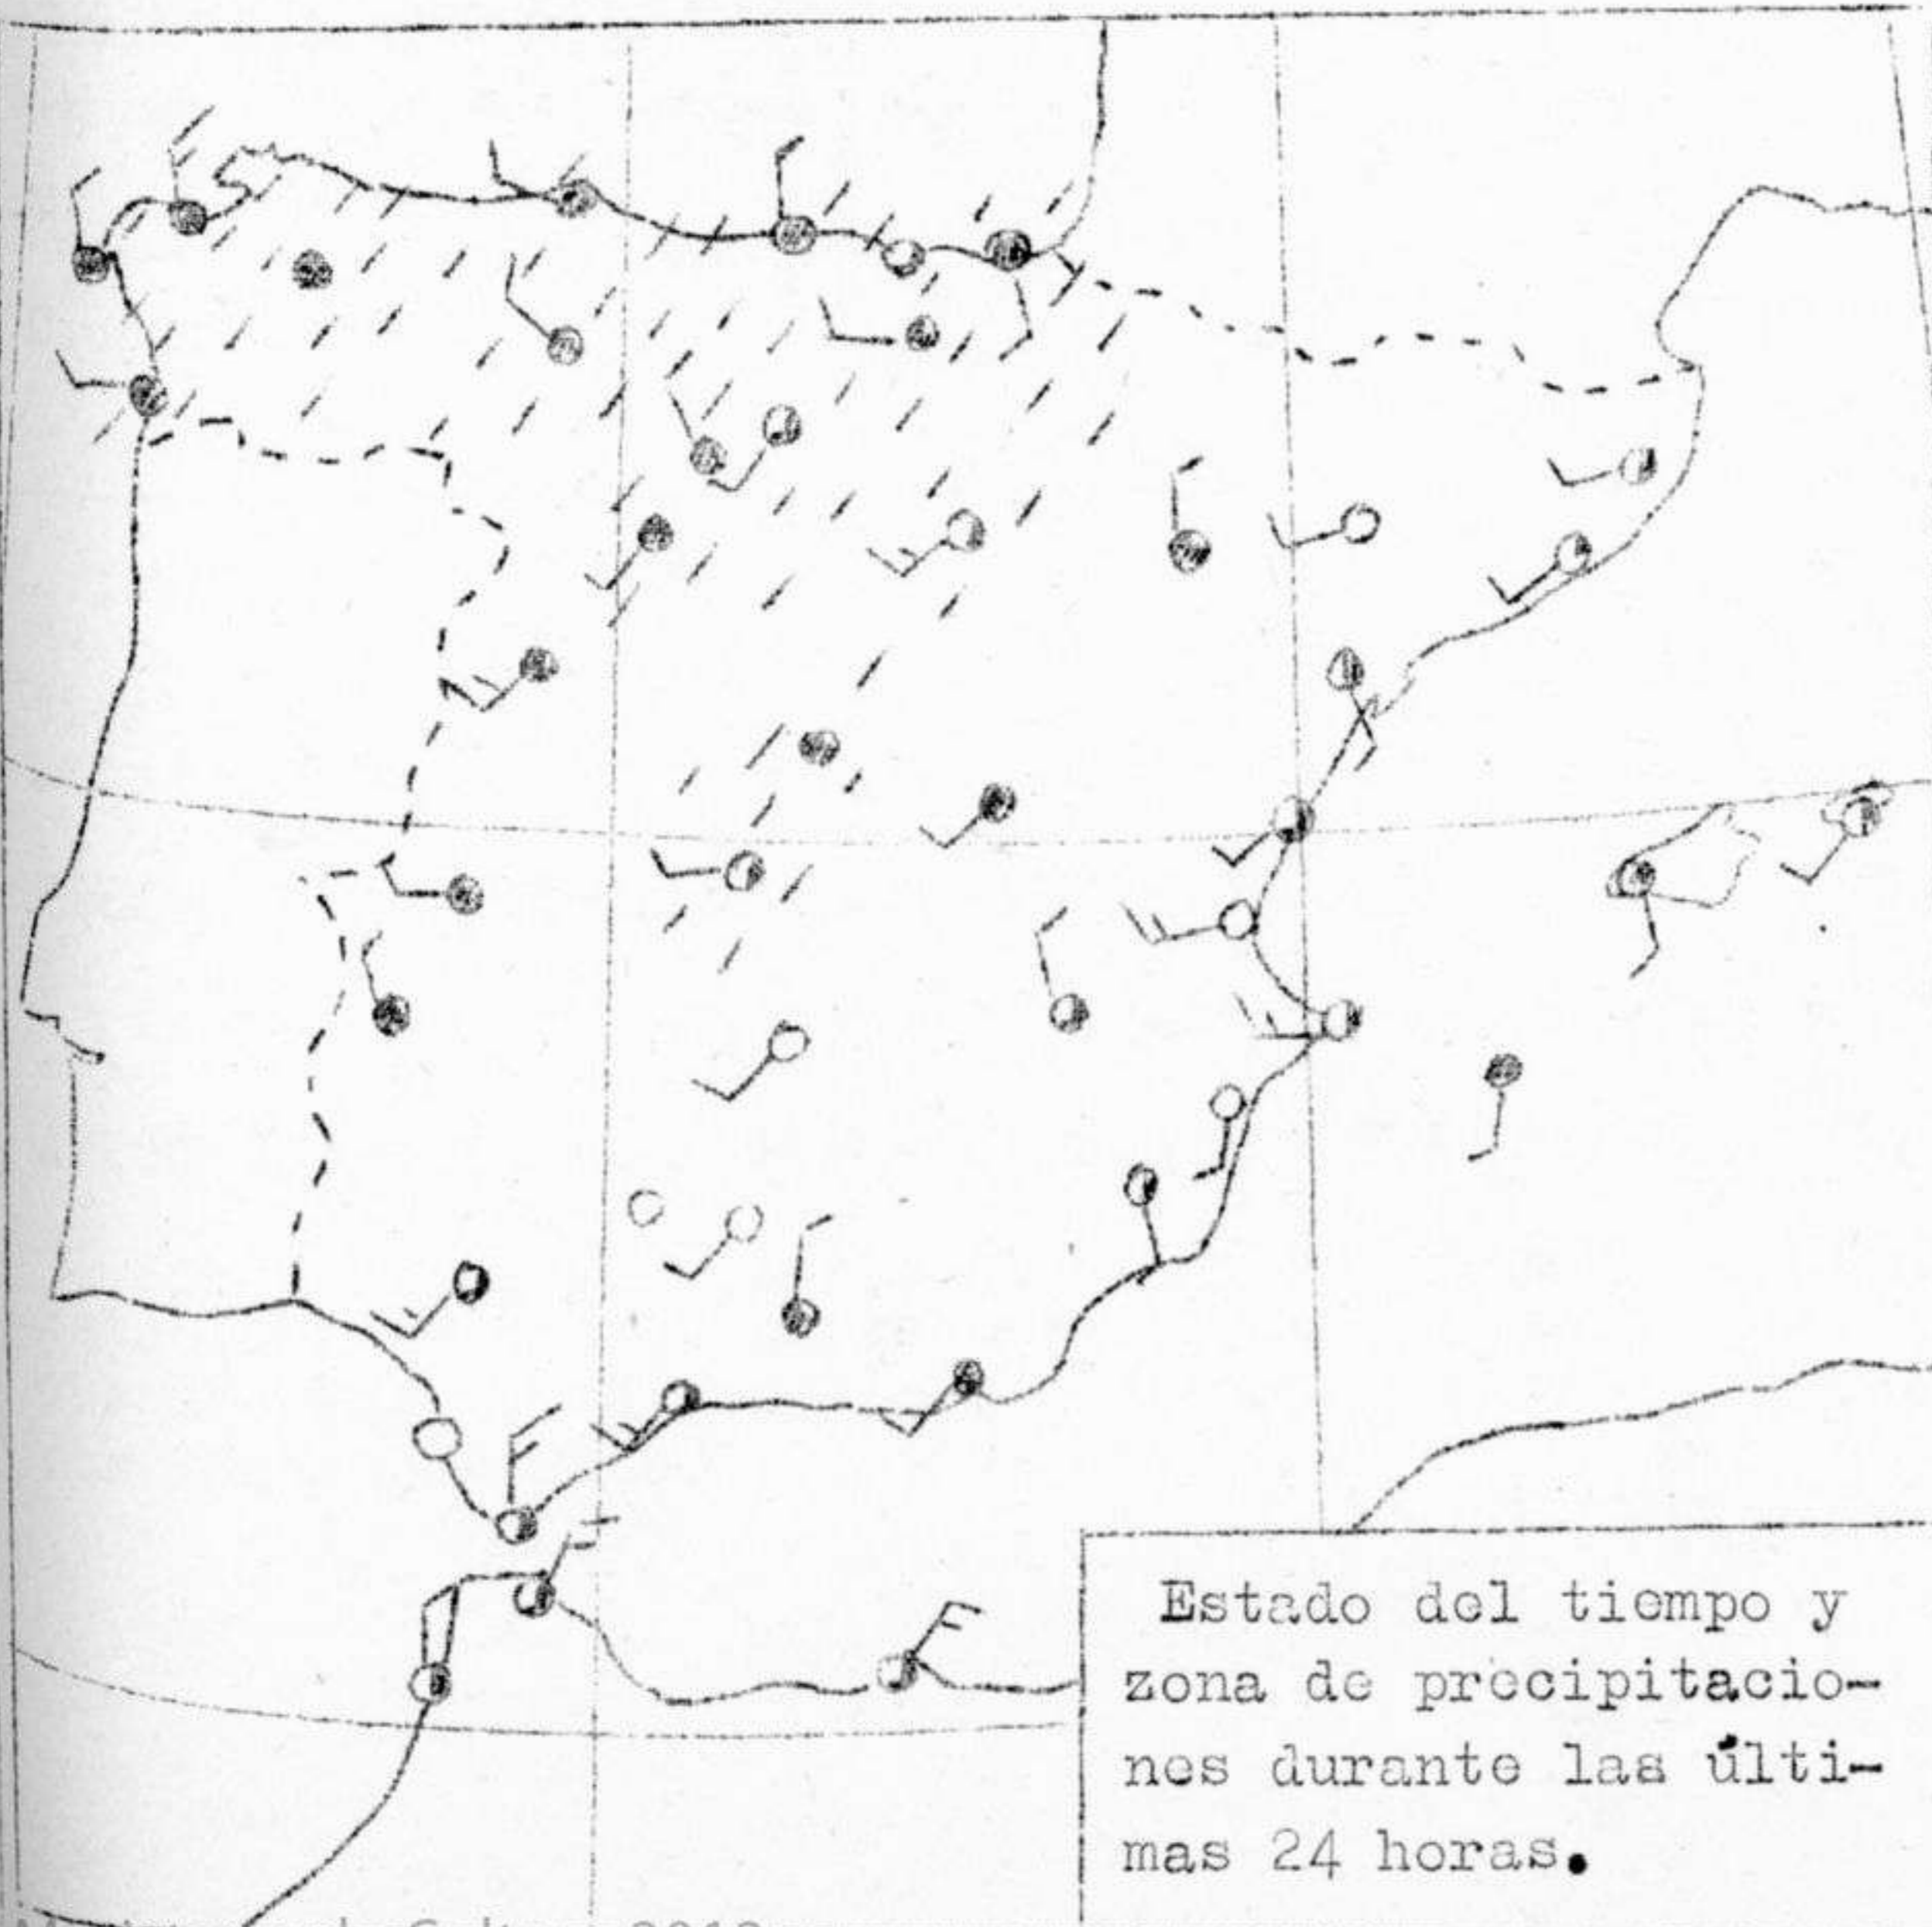 Estado del tiempo y
zona de precipitacio-
nes durante las últi-
mas 24 horas.